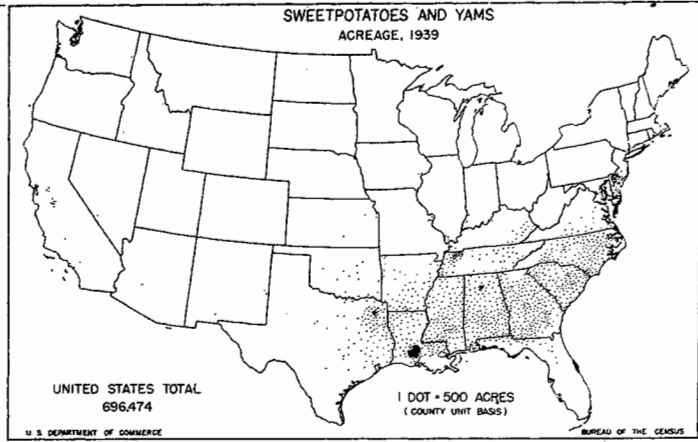 SWEETPOTATOES AND YAMS
ACREAGE, 1939
UNITED STATES TOTAL
696,474
1 DOT = 500 ACRES
(COUNTY UNIT BASIS)
U. S. DEPARTMENT OF COMMERCE
BUREAU OF THE CENSUS